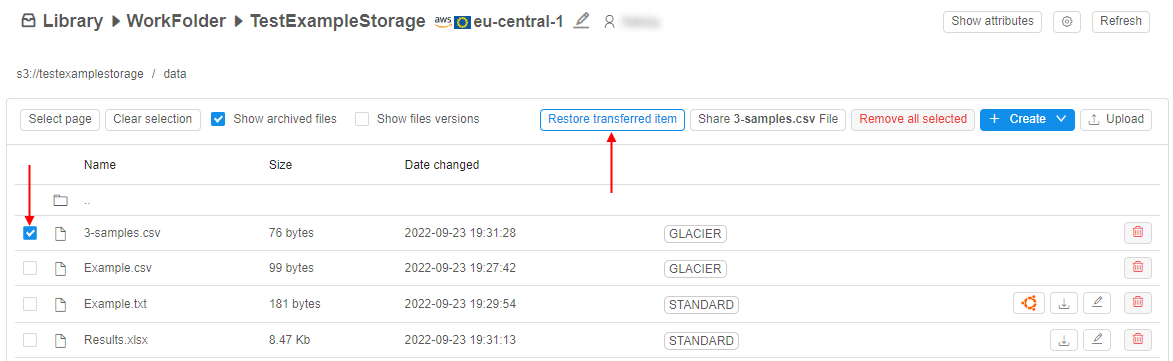 Library WorkFolder TestExampleStorage aws eu-central-1 Show attributes Refresh
s3://testexamplestorage / data
Select page Clear selection Show archived files Show files versions Restore transferred item Share 3-samples.csv File Remove all selected + Create Upload
Name Size Date changed
..
3-samples.csv 76 bytes 2022-09-23 19:31:28 GLACIER
Example.csv 99 bytes 2022-09-23 19:27:42 GLACIER
Example.txt 181 bytes 2022-09-23 19:29:54 STANDARD
Results.xlsx 8.47 Kb 2022-09-23 19:31:13 STANDARD